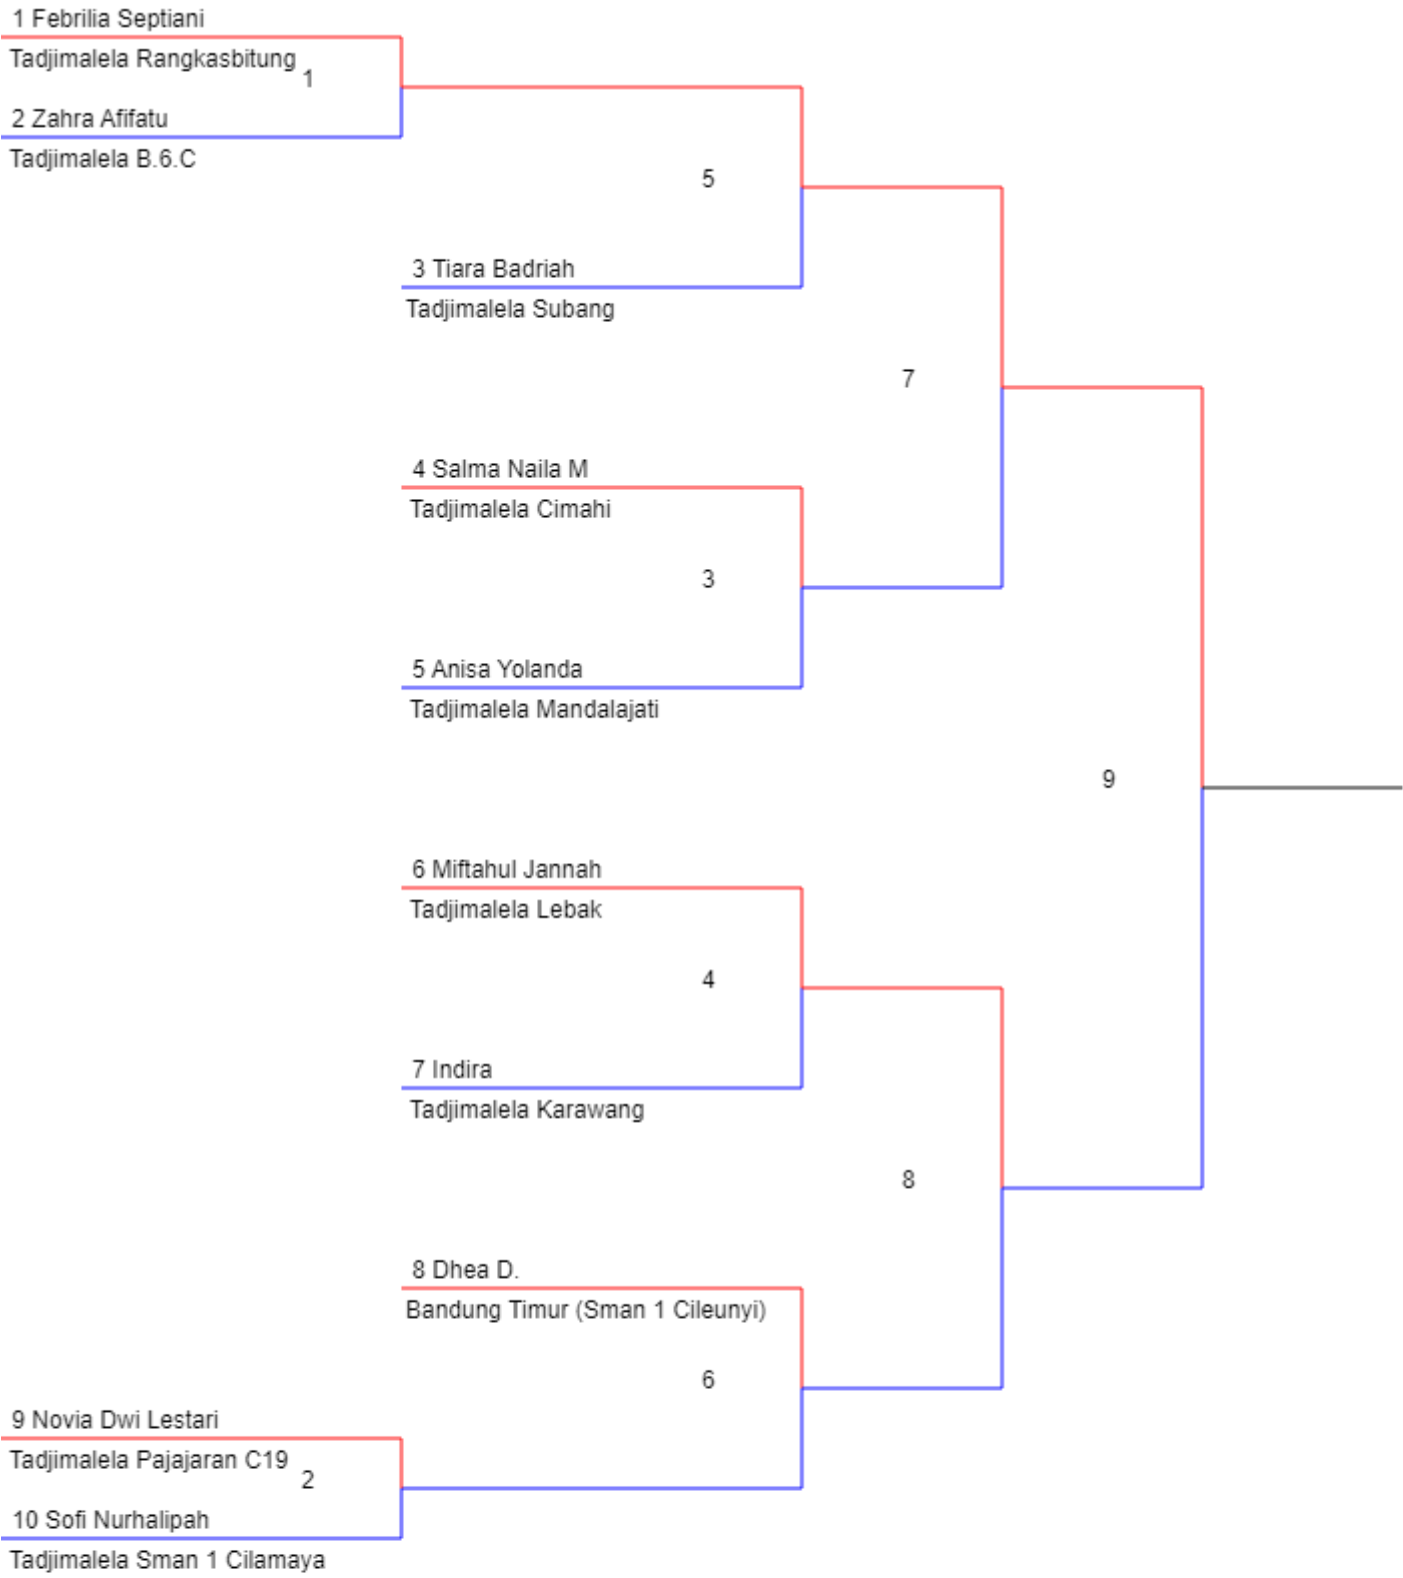 1 Febrilia Septiani
Tadjimalela Rangkasbitung
1
2 Zahra Afifatu
Tadjimalela B.6.C
5
3 Tiara Badriah
Tadjimalela Subang
7
4 Salma Naila M
Tadjimalela Cimahi
3
5 Anisa Yolanda
Tadjimalela Mandalajati
9
6 Miftahul Jannah
Tadjimalela Lebak
4
7 Indira
Tadjimalela Karawang
8
8 Dhea D.
Bandung Timur (Sman 1 Cileunyi)
6
9 Novia Dwi Lestari
Tadjimalela Pajajaran C19
2
10 Sofi Nurhalipah
Tadjimalela Sman 1 Cilamaya